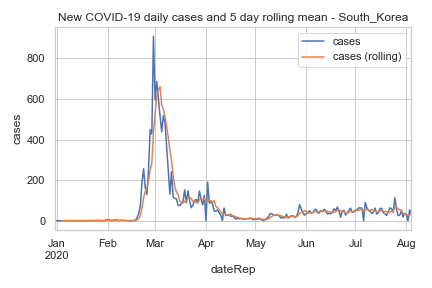 New COVID-19 daily cases and 5 day rolling mean - South_Korea
cases
cases (rolling)
800
600
400
200
0
cases
Jan Feb Mar Apr May Jun Jul Aug
2020
dateRep